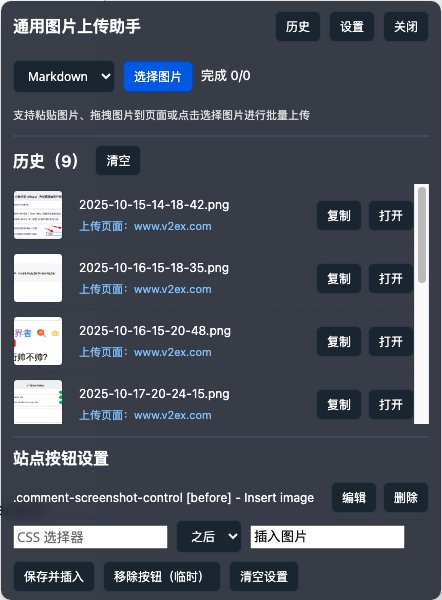 通用图片上传助手 历史 设置 关闭
Markdown 选择图片 完成 0/0
支持粘贴图片、拖拽图片到页面或点击选择图片进行批量上传
历史（9） 清空
2025-10-15-14-18-42.png
上传页面：www.v2ex.com
复制 打开
2025-10-16-15-18-35.png
上传页面：www.v2ex.com
复制 打开
界者
行帅不帅?
2025-10-16-15-20-48.png
上传页面：www.v2ex.com
复制 打开
2025-10-17-20-24-15.png
上传页面：www.v2ex.com
复制 打开
站点按钮设置
.comment-screenshot-control [before] - Insert image 编辑 删除
CSS 选择器 之后 插入图片
保存并插入 移除按钮（临时） 清空设置